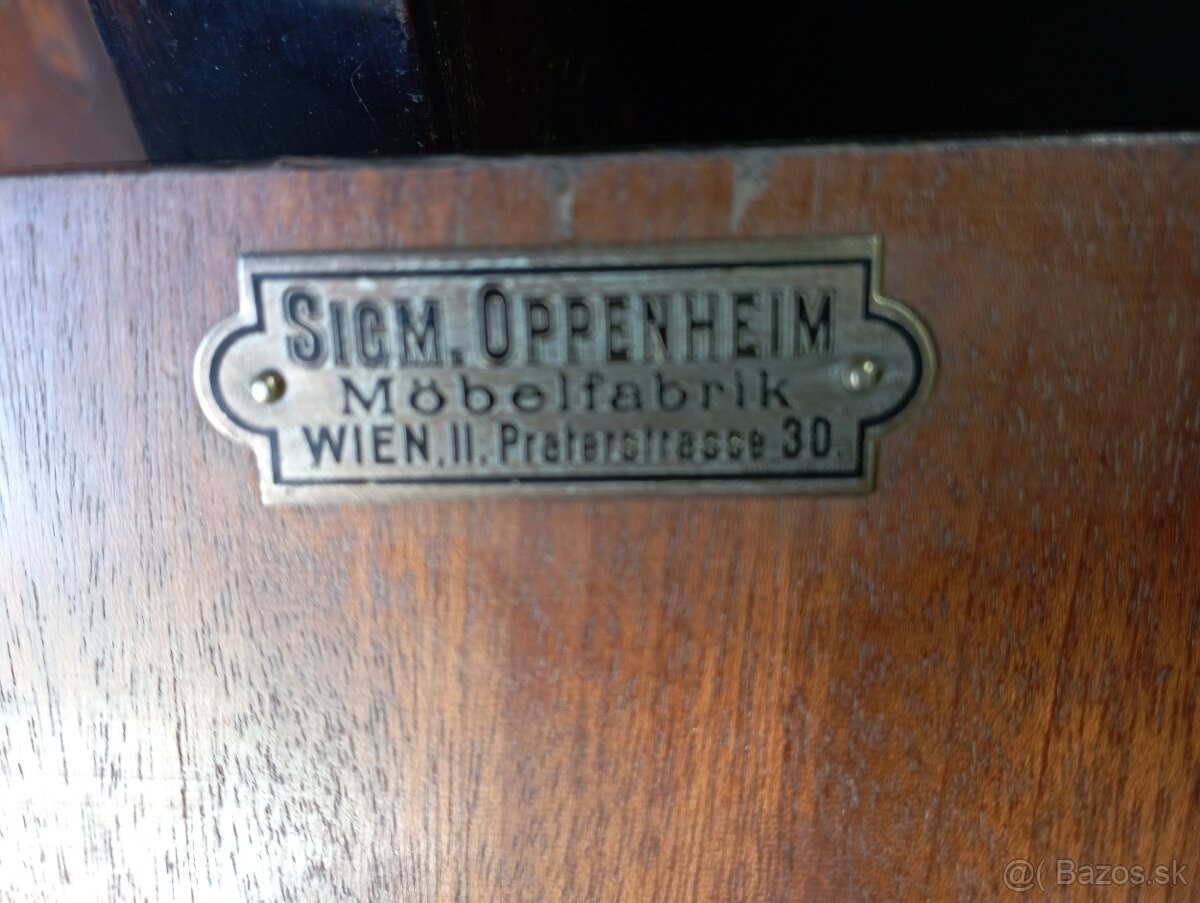 SIGM. OPPENHEIM
Möbelfabrik
WIEN, II. Praterstrasse 30.
@( Bazos.sk